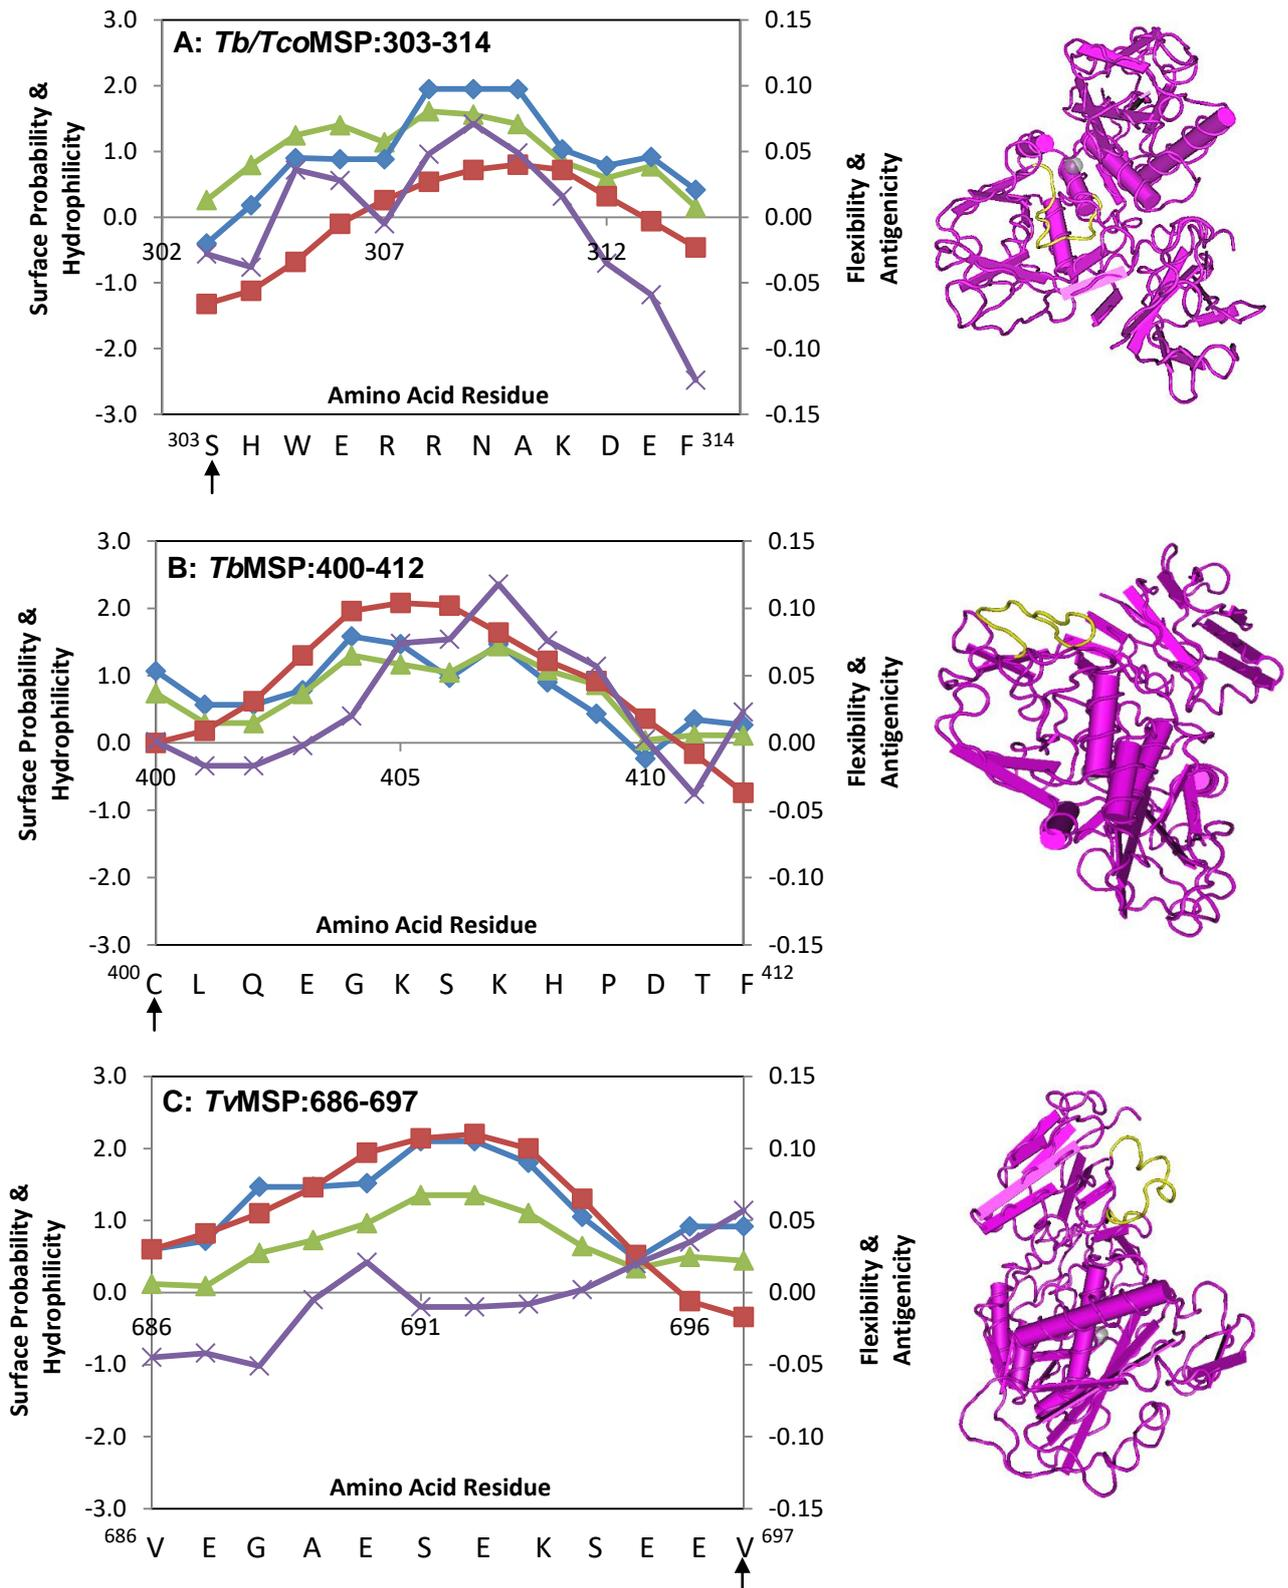 A: Tb/TcoMSP:303-314
3.0
2.0
1.0
0.0
-1.0
-2.0
-3.0
Surface Probability &
Hydrophilicity
0.15
0.10
0.05
0.00
-0.05
-0.10
-0.15
Flexibility &
Antigenicity
302 307 312
Amino Acid Residue
303 S H W E R R N A K D E F 314
B: TbMSP:400-412
3.0
2.0
1.0
0.0
-1.0
-2.0
-3.0
Surface Probability &
Hydrophilicity
0.15
0.10
0.05
0.00
-0.05
-0.10
-0.15
Flexibility &
Antigenicity
400 405 410
Amino Acid Residue
400 C L Q E G K S K H P D T F 412
C: TvMSP:686-697
3.0
2.0
1.0
0.0
-1.0
-2.0
-3.0
Surface Probability &
Hydrophilicity
0.15
0.10
0.05
0.00
-0.05
-0.10
-0.15
Flexibility &
Antigenicity
686 691 696
Amino Acid Residue
686 V E G A E S E K S E E V 697